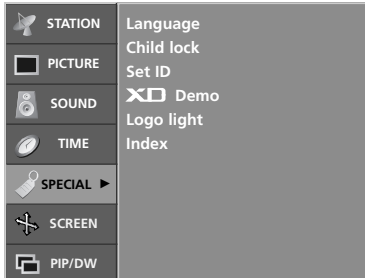 STATION
PICTURE
SOUND
TIME
SPECIAL ►
SCREEN
PIP/DW
Language
Child lock
Set ID
XD Demo
Logo light
Index